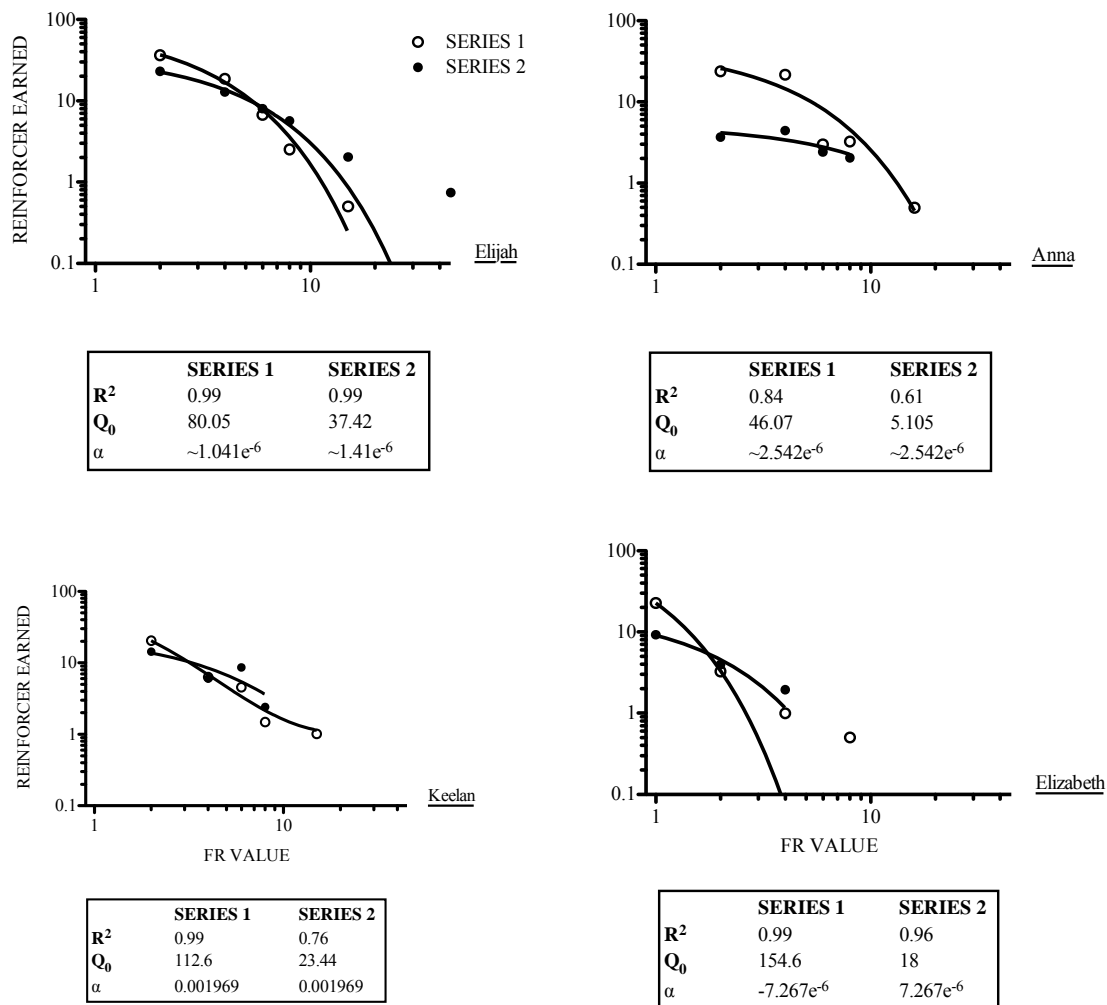 100
10
1
0.1
1
10
REINFORCER EARNED
SERIES 1
SERIES 2
Elijah
100
10
1
0.1
1
10
Anna
SERIES 1 SERIES 2
R² 0.99 0.99
Q₀ 80.05 37.42
α ~1.041e⁻⁶ ~1.41e⁻⁶
SERIES 1 SERIES 2
R² 0.84 0.61
Q₀ 46.07 5.105
α ~2.542e⁻⁶ ~2.542e⁻⁶
100
10
1
0.1
1
10
REINFORCER EARNED
FR VALUE
Keelan
100
10
1
0.1
1
10
FR VALUE
Elizabeth
SERIES 1 SERIES 2
R² 0.99 0.76
Q₀ 112.6 23.44
α 0.001969 0.001969
SERIES 1 SERIES 2
R² 0.99 0.96
Q₀ 154.6 18
α -7.267e⁻⁶ 7.267e⁻⁶